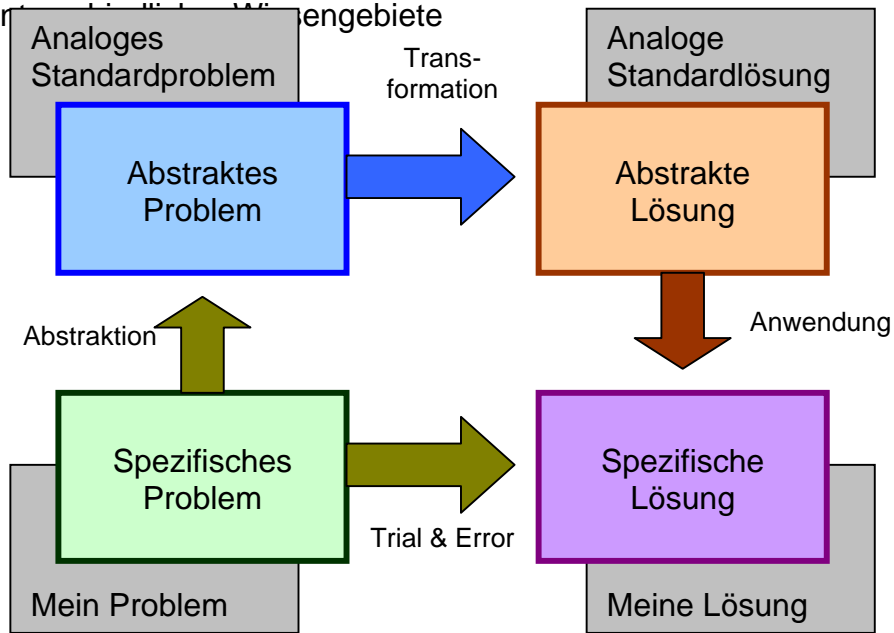 Wissengebiete
Analoges
Standardproblem
Trans-
formation
Analoge
Standardlösung
Abstraktes
Problem
Abstrakte
Lösung
Abstraktion
Anwendung
Spezifisches
Problem
Spezifische
Lösung
Trial & Error
Mein Problem
Meine Lösung